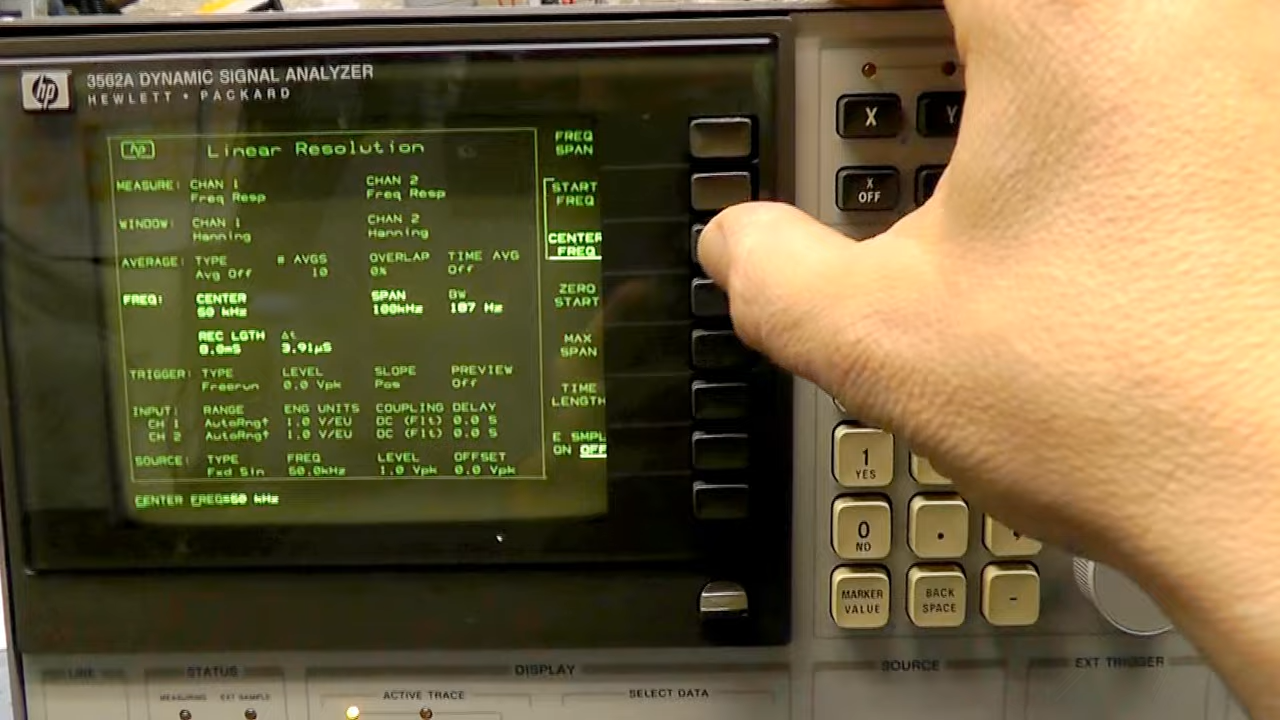 hp
3562A DYNAMIC SIGNAL ANALYZER
HEWLETT • PACKARD
hp Linear Resolution
MEASURE: CHAN 1 CHAN 2
Freq Resp Freq Resp
WINDOW: CHAN 1 CHAN 2
Hanning Hanning
AVERAGE: TYPE # AVGS OVERLAP TIME AVG
Avg Off 10 0% Off
FREQ: CENTER SPAN BW
50 kHz 100kHz 187 Hz
REC LGTH Δt
8.0mS 3.91μS
TRIGGER: TYPE LEVEL SLOPE PREVIEW
Freerun 0.0 Vpk Pos Off
INPUT: RANGE ENG UNITS COUPLING DELAY
CH 1 AutoRng↑ 1.0 V/EU DC (Flt) 0.0 S
CH 2 AutoRng↑ 1.0 V/EU DC (Flt) 0.0 S
SOURCE: TYPE FREQ LEVEL OFFSET
Fxd Sin 50.0kHz 1.0 Vpk 0.0 Vpk
CENTER FREQ=50 kHz
FREQ
SPAN
START
FREQ
CENTER
FREQ
ZERO
START
MAX
SPAN
TIME
LENGTH
E SMPL
ON OFF
X Y
X
OFF
1
YES
0
NO
.
,
MARKER
VALUE
BACK
SPACE
-
LINE STATUS DISPLAY SOURCE EXT TRIGGER
MEASURING EXT SAMPLE ACTIVE TRACE SELECT DATA